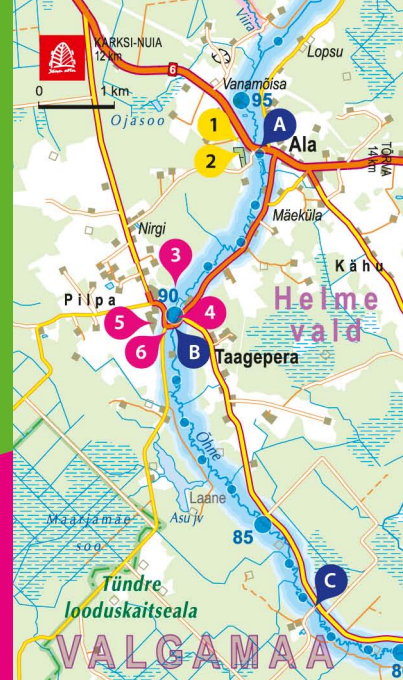 Viira
KARKSI-NUIA
12 km
6
Lopsu
0 1 km
Vanamõisa
95
Ojasoo
1
A
2
Ala
TÕRVA
14 km
Mäeküla
Nirgi
3
Kähu
Pilpa
90
Helme
vald
4
5
6
B
Taagepera
Õhne
Laane
Asu jv
85
Maarjamäe
soo
C
Tündre
looduskaitseala
VALGAMAA
8